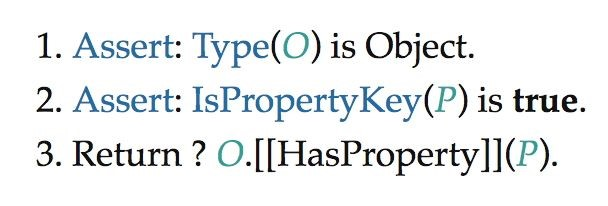 1. Assert: Type(O) is Object.
2. Assert: IsPropertyKey(P) is true.
3. Return ? O.[[HasProperty]](P).